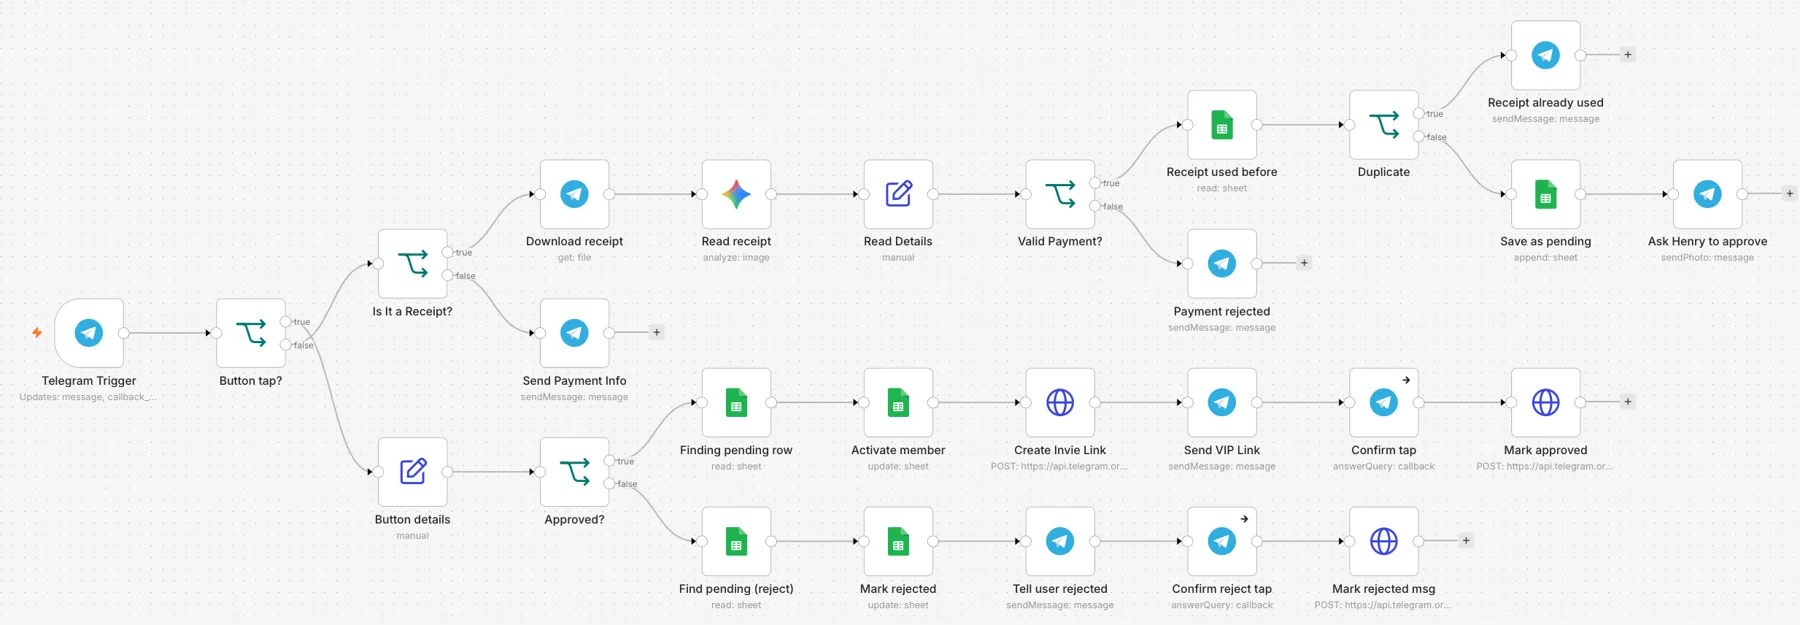 Receipt already used
sendMessage: message
true
false
Receipt used before
read: sheet
Duplicate
true
false
Download receipt
get: file
Read receipt
analyze: image
Read Details
manual
Valid Payment?
true
false
Save as pending
append: sheet
Ask Henry to approve
sendPhoto: message
Is It a Receipt?
true
false
Payment rejected
sendMessage: message
Telegram Trigger
Updates: message, callback_...
Button tap?
true
false
Send Payment Info
sendMessage: message
Finding pending row
read: sheet
Activate member
update: sheet
Create Invie Link
POST: https://api.telegram.or...
Send VIP Link
sendMessage: message
Confirm tap
answerQuery: callback
Mark approved
POST: https://api.telegram.or...
Button details
manual
Approved?
true
false
Find pending (reject)
read: sheet
Mark rejected
update: sheet
Tell user rejected
sendMessage: message
Confirm reject tap
answerQuery: callback
Mark rejected msg
POST: https://api.telegram.or...